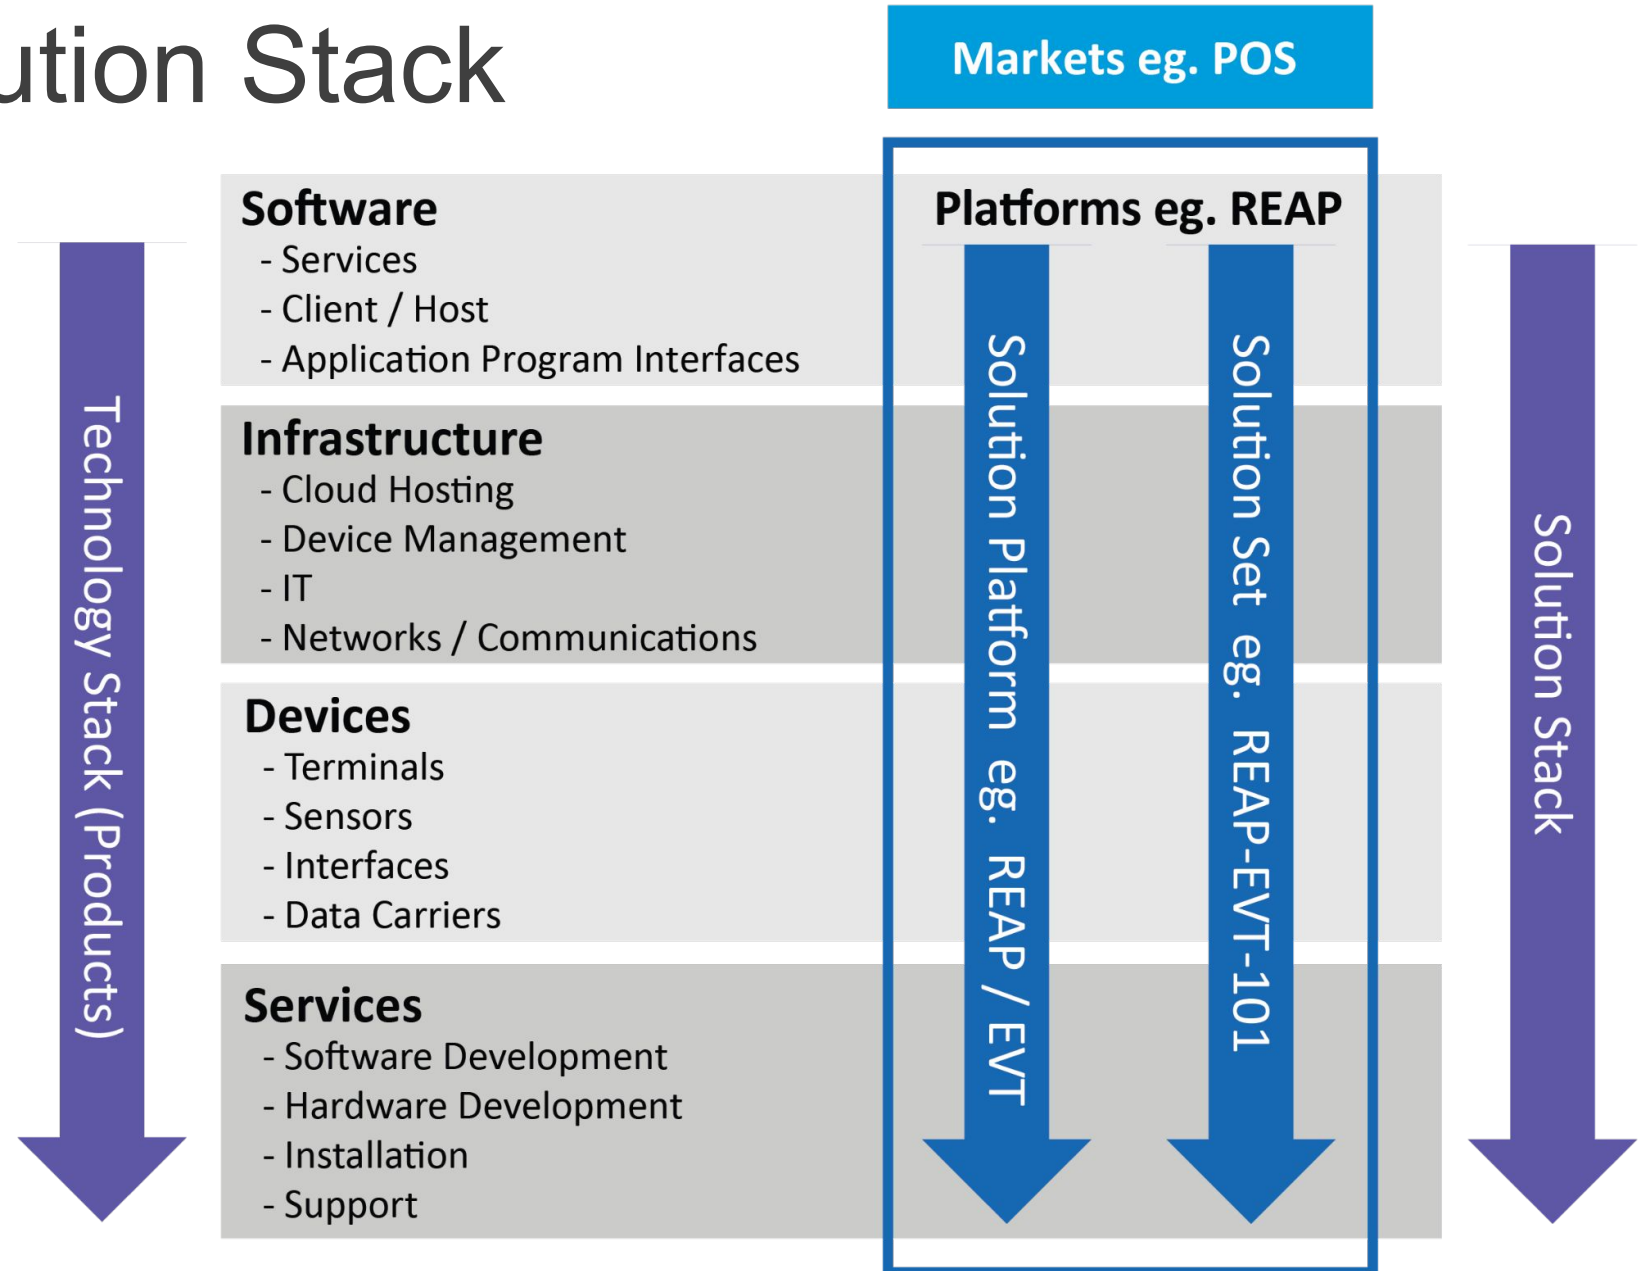 ution Stack
Markets eg. POS
Software
- Services
- Client / Host
- Application Program Interfaces
Platforms eg. REAP
Infrastructure
- Cloud Hosting
- Device Management
- IT
- Networks / Communications
Devices
- Terminals
- Sensors
- Interfaces
- Data Carriers
Services
- Software Development
- Hardware Development
- Installation
- Support
Technology Stack (Products)
Solution Platform eg. REAP / EVT
Solution Set eg. REAP-EVT-101
Solution Stack